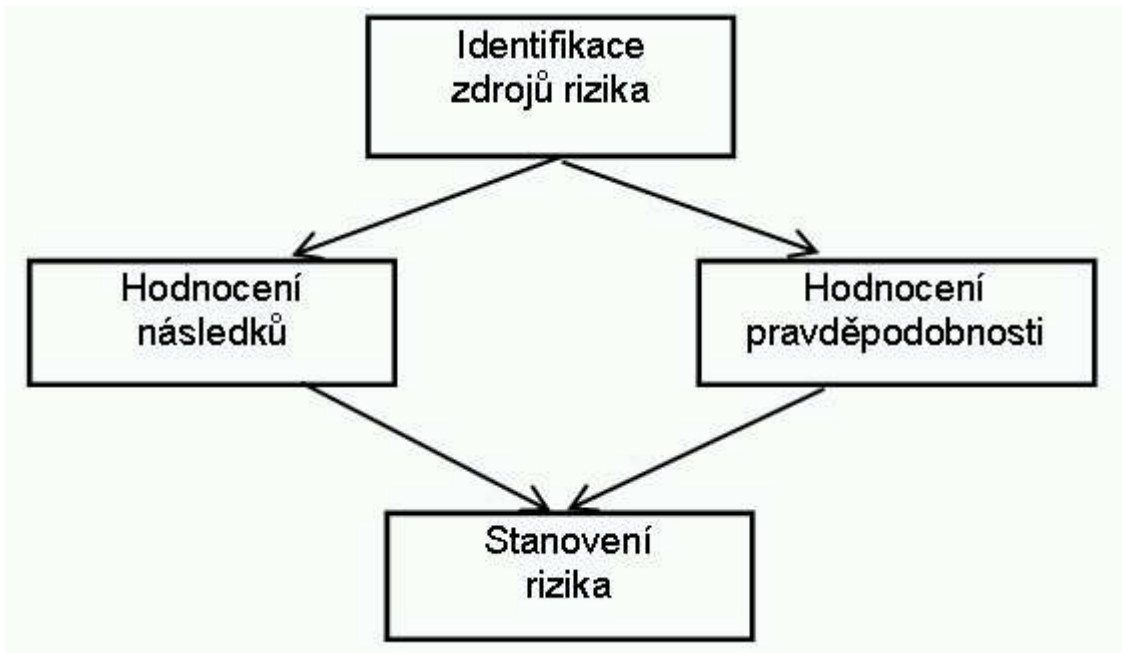 Identifikace
zdrojů rizika
Hodnocení
následků
Hodnocení
pravděpodobnosti
Stanovení
rizika